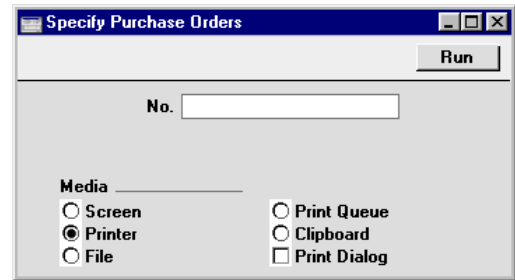 Specify Purchase Orders
Run
No.
Media
Screen
Print Queue
Printer
Clipboard
File
Print Dialog